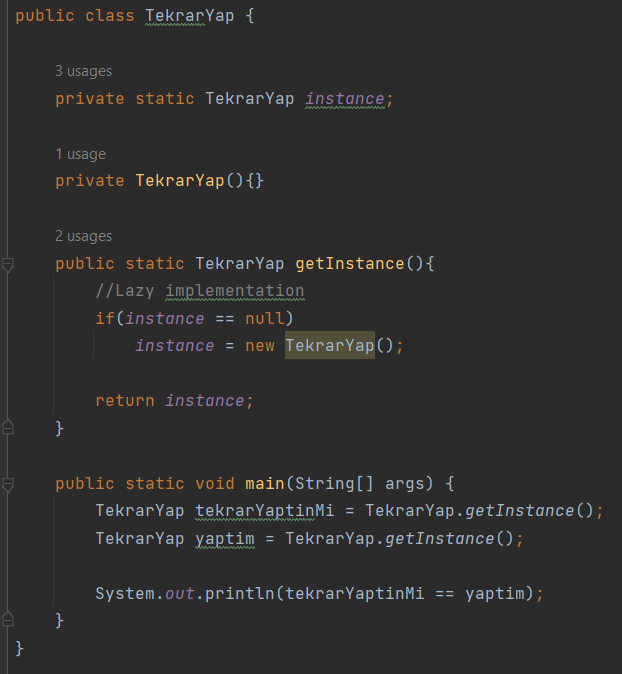 public class TekrarYap {
3 usages
private static TekrarYap instance;
1 usage
private TekrarYap(){}
2 usages
public static TekrarYap getInstance(){
//Lazy implementation
if(instance == null)
instance = new TekrarYap();
return instance;
}
public static void main(String[] args) {
TekrarYap tekrarYaptinMi = TekrarYap.getInstance();
TekrarYap yaptim = TekrarYap.getInstance();
System.out.println(tekrarYaptinMi == yaptim);
}
}